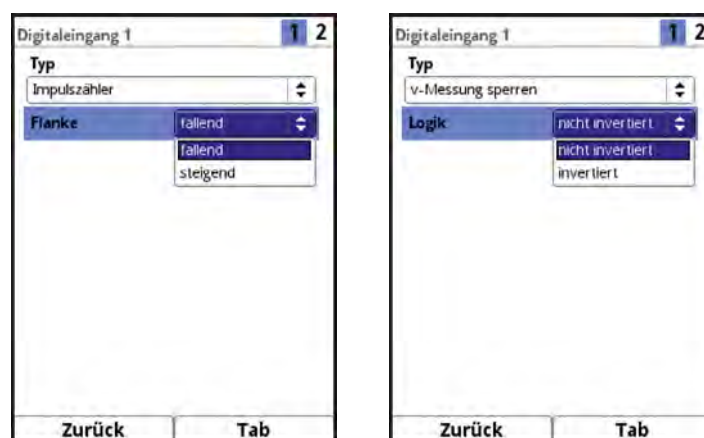 Digitaleingang 1 1 2
Typ
Impulszähler
Flanke fallend
fallend
steigend
Zurück Tab
Digitaleingang 1 1 2
Typ
v-Messung sperren
Logik nicht invertiert
nicht invertiert
invertiert
Zurück Tab